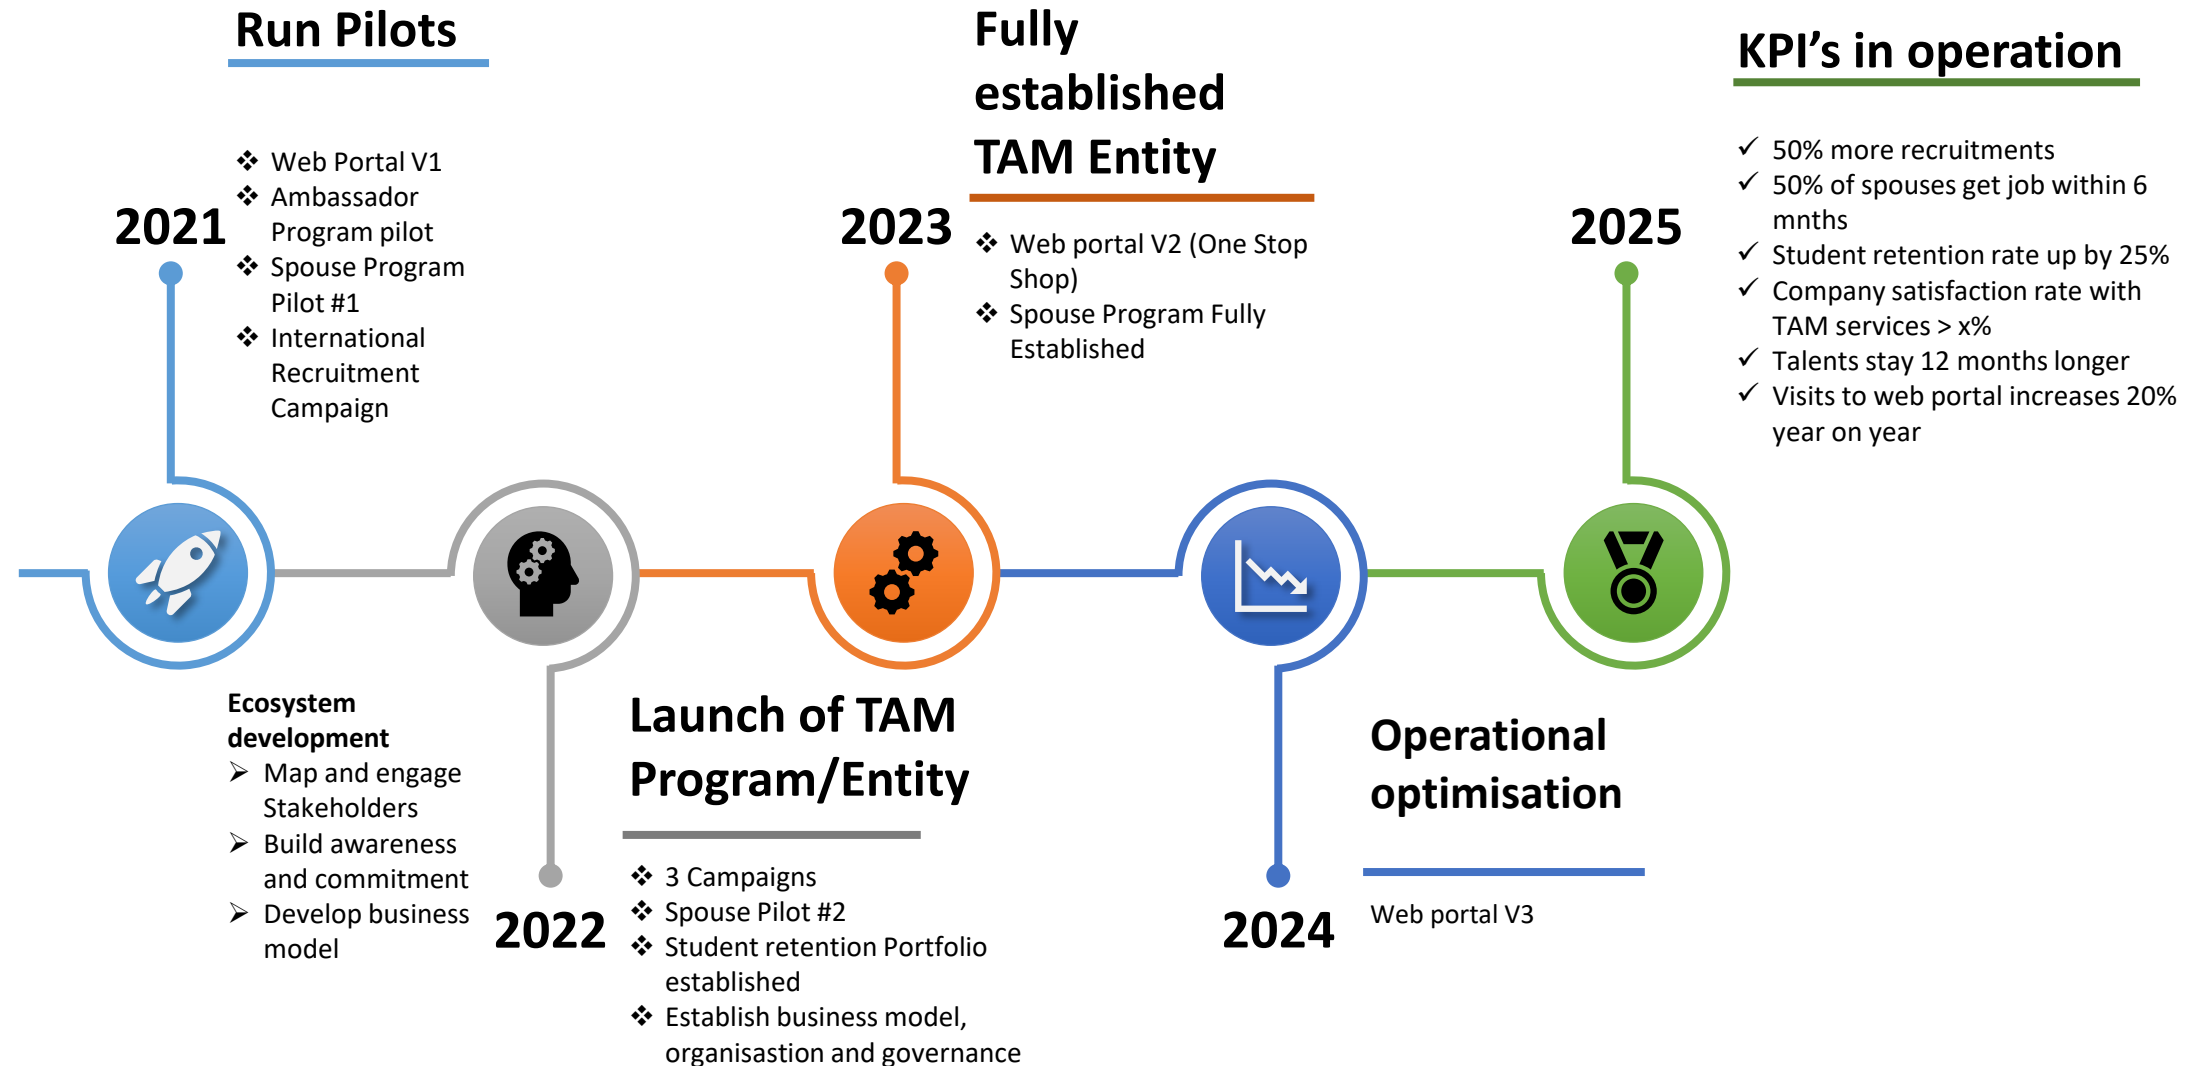 Run Pilots
❖ Web Portal V1
❖ Ambassador
Program pilot
❖ Spouse Program
Pilot #1
❖ International
Recruitment
Campaign
2021
Ecosystem
development
➢ Map and engage
Stakeholders
➢ Build awareness
and commitment
➢ Develop business
model
2022
Launch of TAM
Program/Entity
❖ 3 Campaigns
❖ Spouse Pilot #2
❖ Student retention Portfolio
established
❖ Establish business model,
organisastion and governance
2023
Fully
established
TAM Entity
❖ Web portal V2 (One Stop
Shop)
❖ Spouse Program Fully
Established
2024
Operational
optimisation
Web portal V3
2025
KPI’s in operation
✓ 50% more recruitments
✓ 50% of spouses get job within 6
mnths
✓ Student retention rate up by 25%
✓ Company satisfaction rate with
TAM services > x%
✓ Talents stay 12 months longer
✓ Visits to web portal increases 20%
year on year